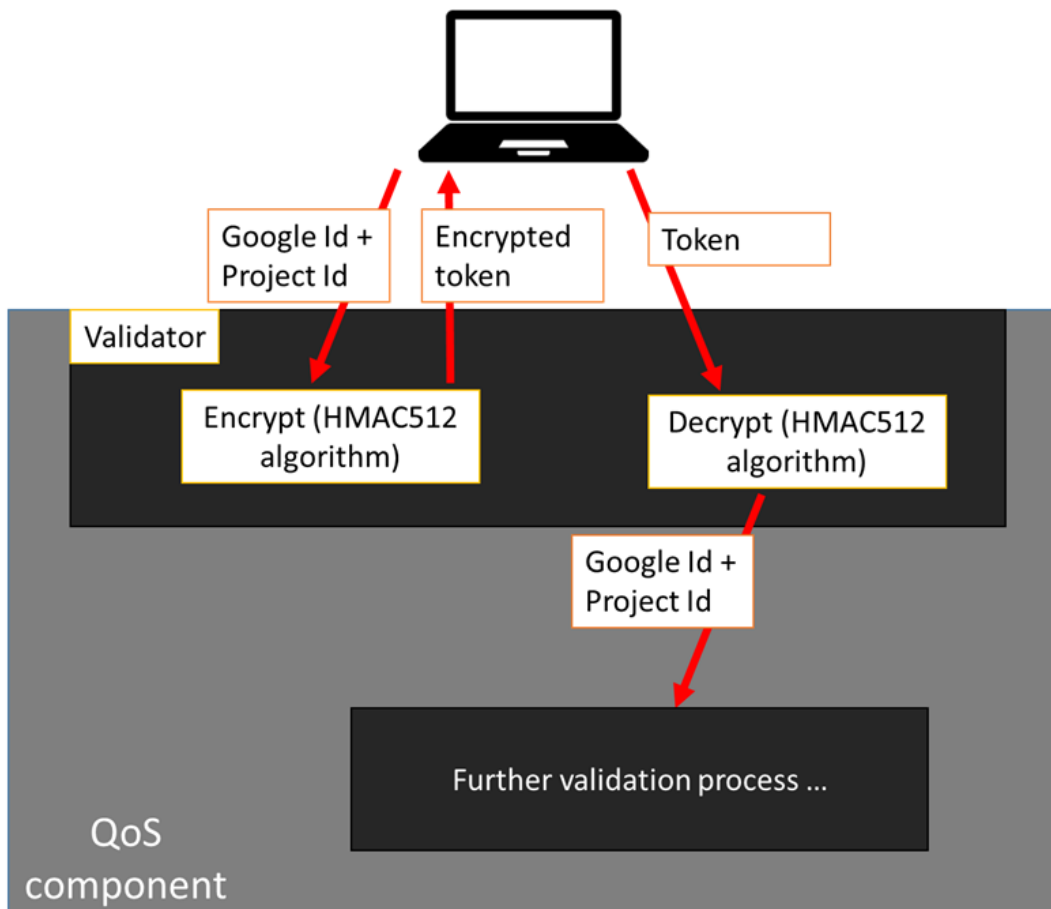 Google Id +
Project Id
Encrypted
token
Token
Validator
Encrypt (HMAC512
algorithm)
Decrypt (HMAC512
algorithm)
Google Id +
Project Id
Further validation process ...
QoS
component